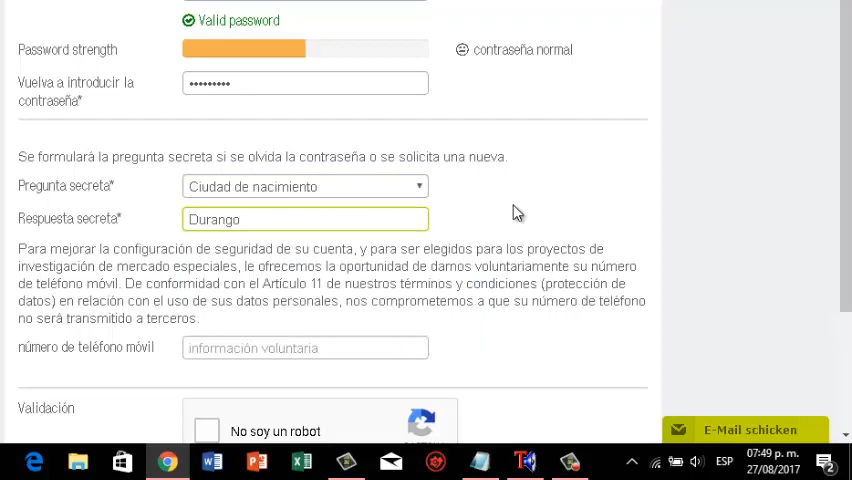 Valid password
Password strength
contraseña normal
Vuelva a introducir la
contraseña*
•••••••••
Se formulará la pregunta secreta si se olvida la contraseña o se solicita una nueva.
Pregunta secreta*
Ciudad de nacimiento
Respuesta secreta*
Durango
Para mejorar la configuración de seguridad de su cuenta, y para ser elegidos para los proyectos de
investigación de mercado especiales, le ofrecemos la oportunidad de darnos voluntariamente su número
de teléfono móvil. De conformidad con el Artículo 11 de nuestros términos y condiciones (protección de
datos) en relación con el uso de sus datos personales, nos comprometemos a que su número de teléfono
no será transmitido a terceros.
número de teléfono móvil
información voluntaria
Validación
No soy un robot
E-Mail schicken
ESP
07:49 p. m.
27/08/2017
2